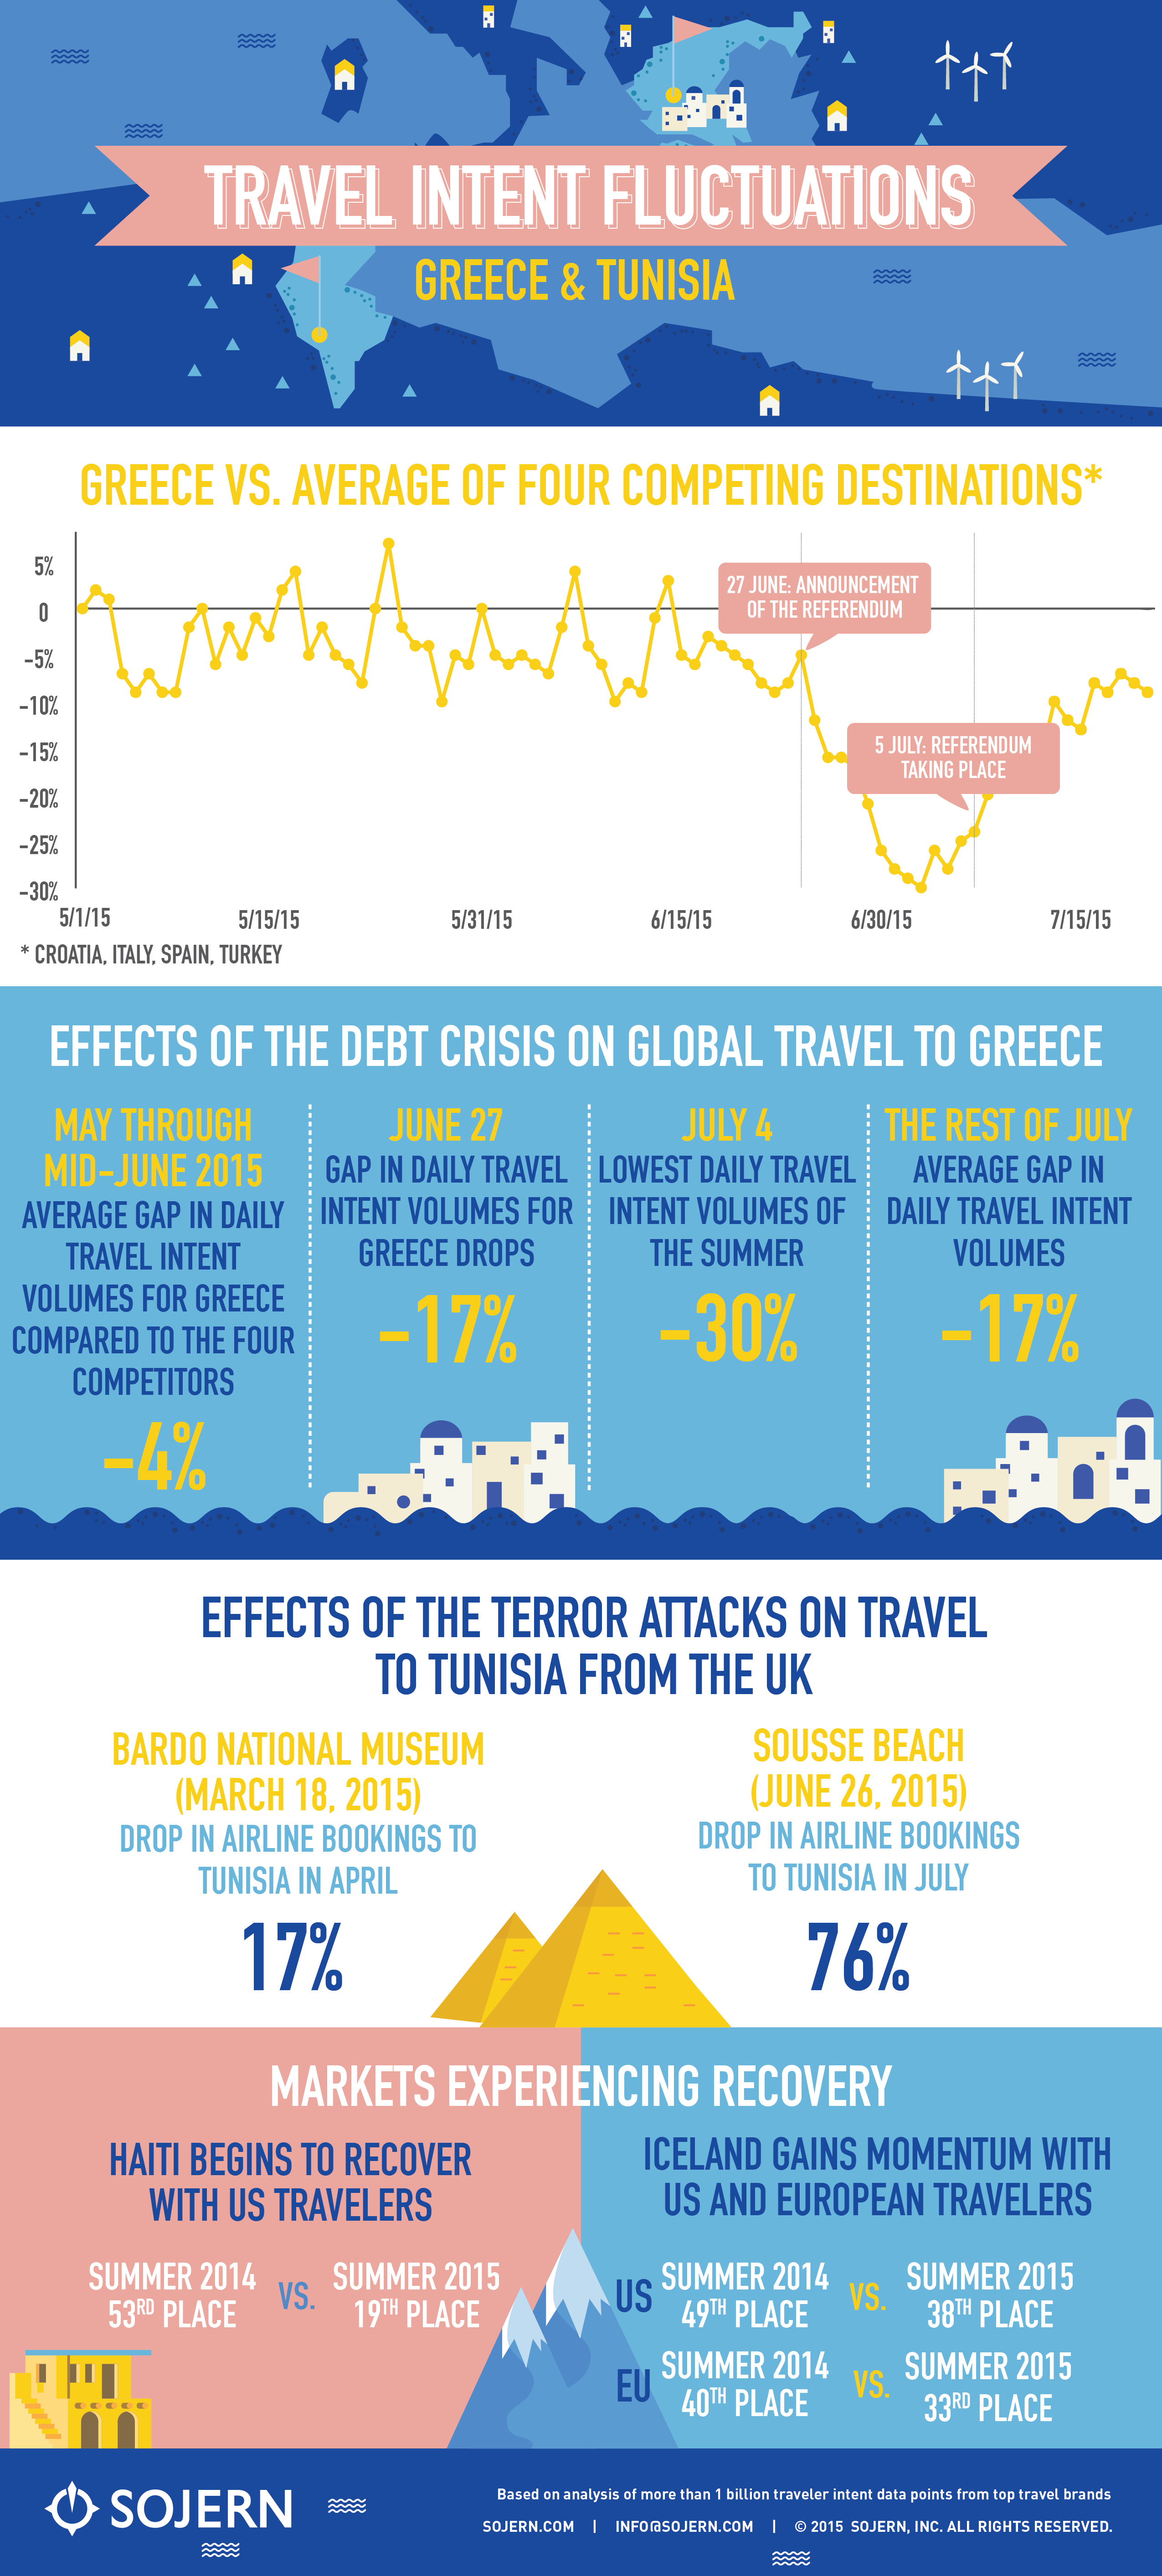 TRAVEL INTENT FLUCTUATIONS
GREECE & TUNISIA
GREECE VS. AVERAGE OF FOUR COMPETING DESTINATIONS*
5%
0
-5%
-10%
-15%
-20%
-25%
-30%
27 JUNE: ANNOUNCEMENT
OF THE REFERENDUM
5 JULY: REFERENDUM
TAKING PLACE
5/1/15
5/15/15
5/31/15
6/15/15
6/30/15
7/15/15
* CROATIA, ITALY, SPAIN, TURKEY
EFFECTS OF THE DEBT CRISIS ON GLOBAL TRAVEL TO GREECE
MAY THROUGH
MID-JUNE 2015
AVERAGE GAP IN DAILY
TRAVEL INTENT
VOLUMES FOR GREECE
COMPARED TO THE FOUR
COMPETITORS
-4%
JUNE 27
GAP IN DAILY TRAVEL
INTENT VOLUMES FOR
GREECE DROPS
-17%
JULY 4
LOWEST DAILY TRAVEL
INTENT VOLUMES OF
THE SUMMER
-30%
THE REST OF JULY
AVERAGE GAP IN
DAILY TRAVEL INTENT
VOLUMES
-17%
EFFECTS OF THE TERROR ATTACKS ON TRAVEL
TO TUNISIA FROM THE UK
BARDO NATIONAL MUSEUM
(MARCH 18, 2015)
DROP IN AIRLINE BOOKINGS TO
TUNISIA IN APRIL
17%
SOUSSE BEACH
(JUNE 26, 2015)
DROP IN AIRLINE BOOKINGS
TO TUNISIA IN JULY
76%
MARKETS EXPERIENCING RECOVERY
HAITI BEGINS TO RECOVER
WITH US TRAVELERS
SUMMER 2014
53RD PLACE
VS.
SUMMER 2015
19TH PLACE
ICELAND GAINS MOMENTUM WITH
US AND EUROPEAN TRAVELERS
US
SUMMER 2014
49TH PLACE
VS.
SUMMER 2015
38TH PLACE
EU
SUMMER 2014
40TH PLACE
VS.
SUMMER 2015
33RD PLACE
SOJERN
Based on analysis of more than 1 billion traveler intent data points from top travel brands
SOJERN.COM | INFO@SOJERN.COM | © 2015 SOJERN, INC. ALL RIGHTS RESERVED.